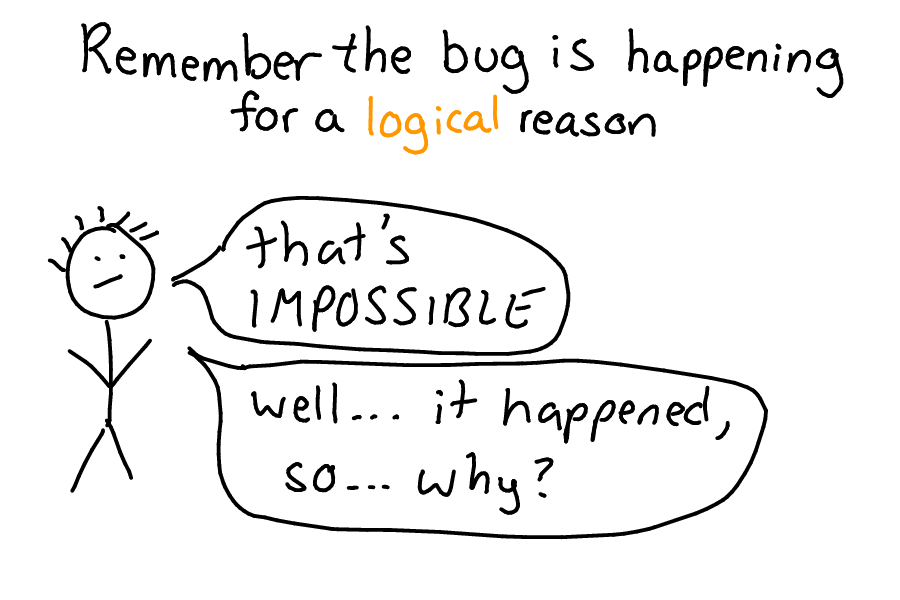 Remember the bug is happening
for a logical reason
that's
IMPOSSIBLE
well... it happened,
so... why?